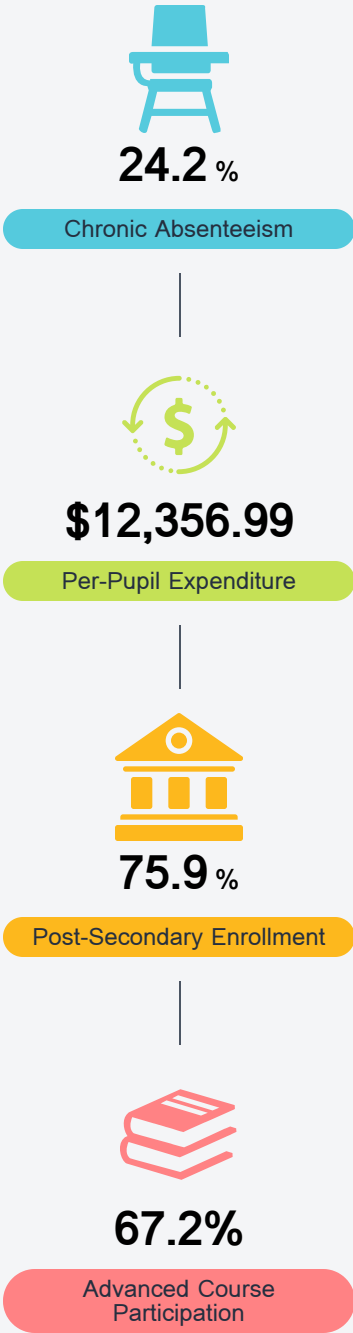 24.2 %
Chronic Absenteeism
$
$12,356.99
Per-Pupil Expenditure
75.9 %
Post-Secondary Enrollment
67.2%
Advanced Course
Participation